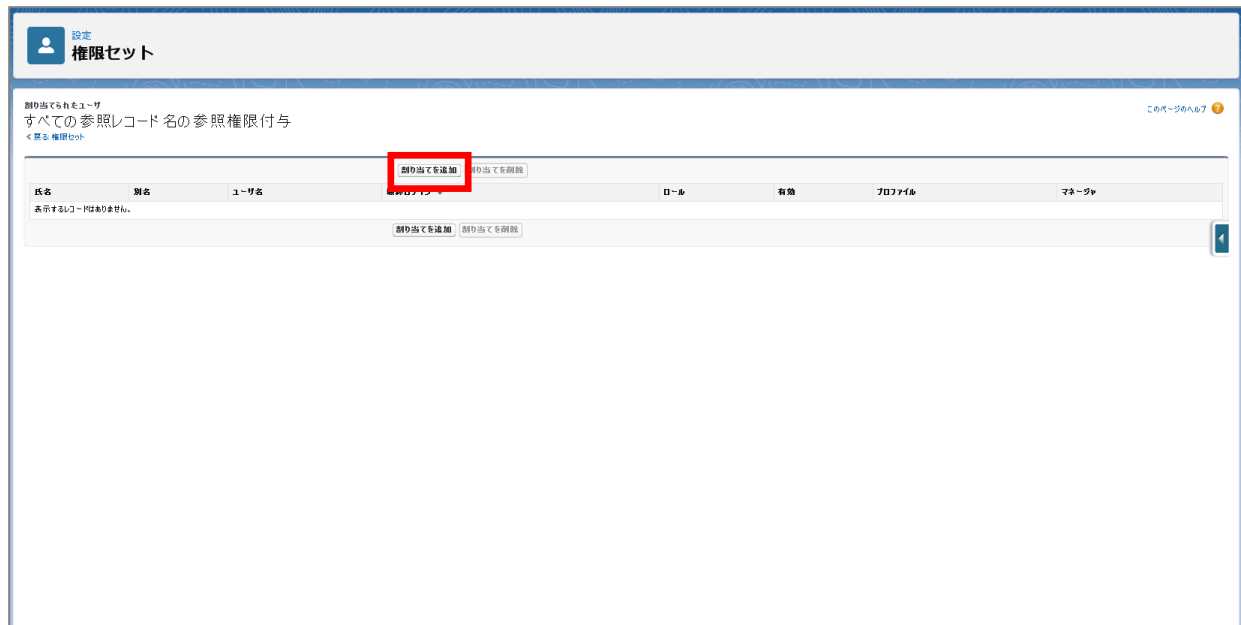 設定
権限セット
割り当てられたユーザ
すべての参照レコード名の参照権限付与
このページのヘルプ
«戻る: 権限セット
割り当てを追加 割り当てを削除
氏名 別名 ユーザ名 最終ログイン ロール 有効 プロファイル マネージャ
表示するレコードはありません。
割り当てを追加 割り当てを削除